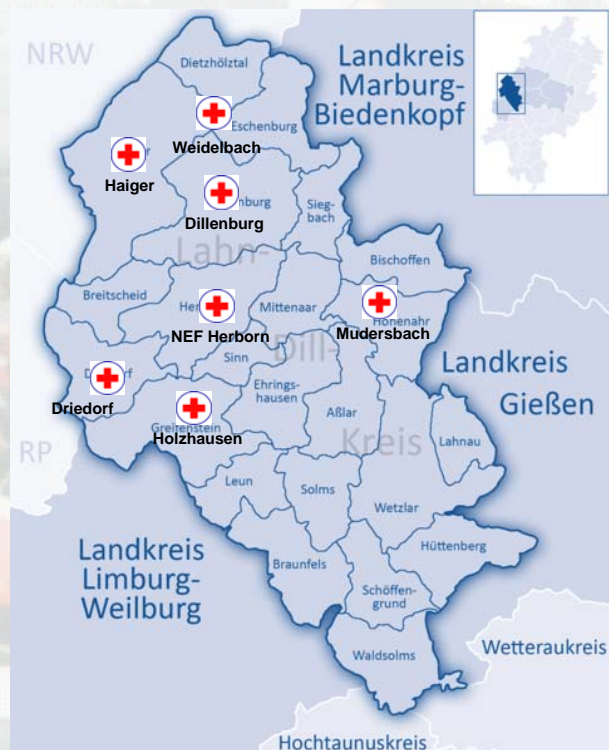 NRW
Landkreis
Marburg-
Biedenkopf
Dietzhölztal
Eschenburg
Weidelbach
Haiger
Dillenburg
Siegbach
Lahn-
Bischoffen
Breitscheid
Mittenaar
NEF Herborn
Mudersbach
Sinn
Dill-
Landkreis
Gießen
Driedorf
Ehrings-
hausen
Aßlar
Greifenstein
Holzhausen
Kreis
Lahnau
RP
Leun
Solms
Wetzlar
Landkreis
Limburg-
Weilburg
Hüttenberg
Braunfels
Schöffen-
grund
Wetteraukreis
Waldsolms
Hochtaunuskreis